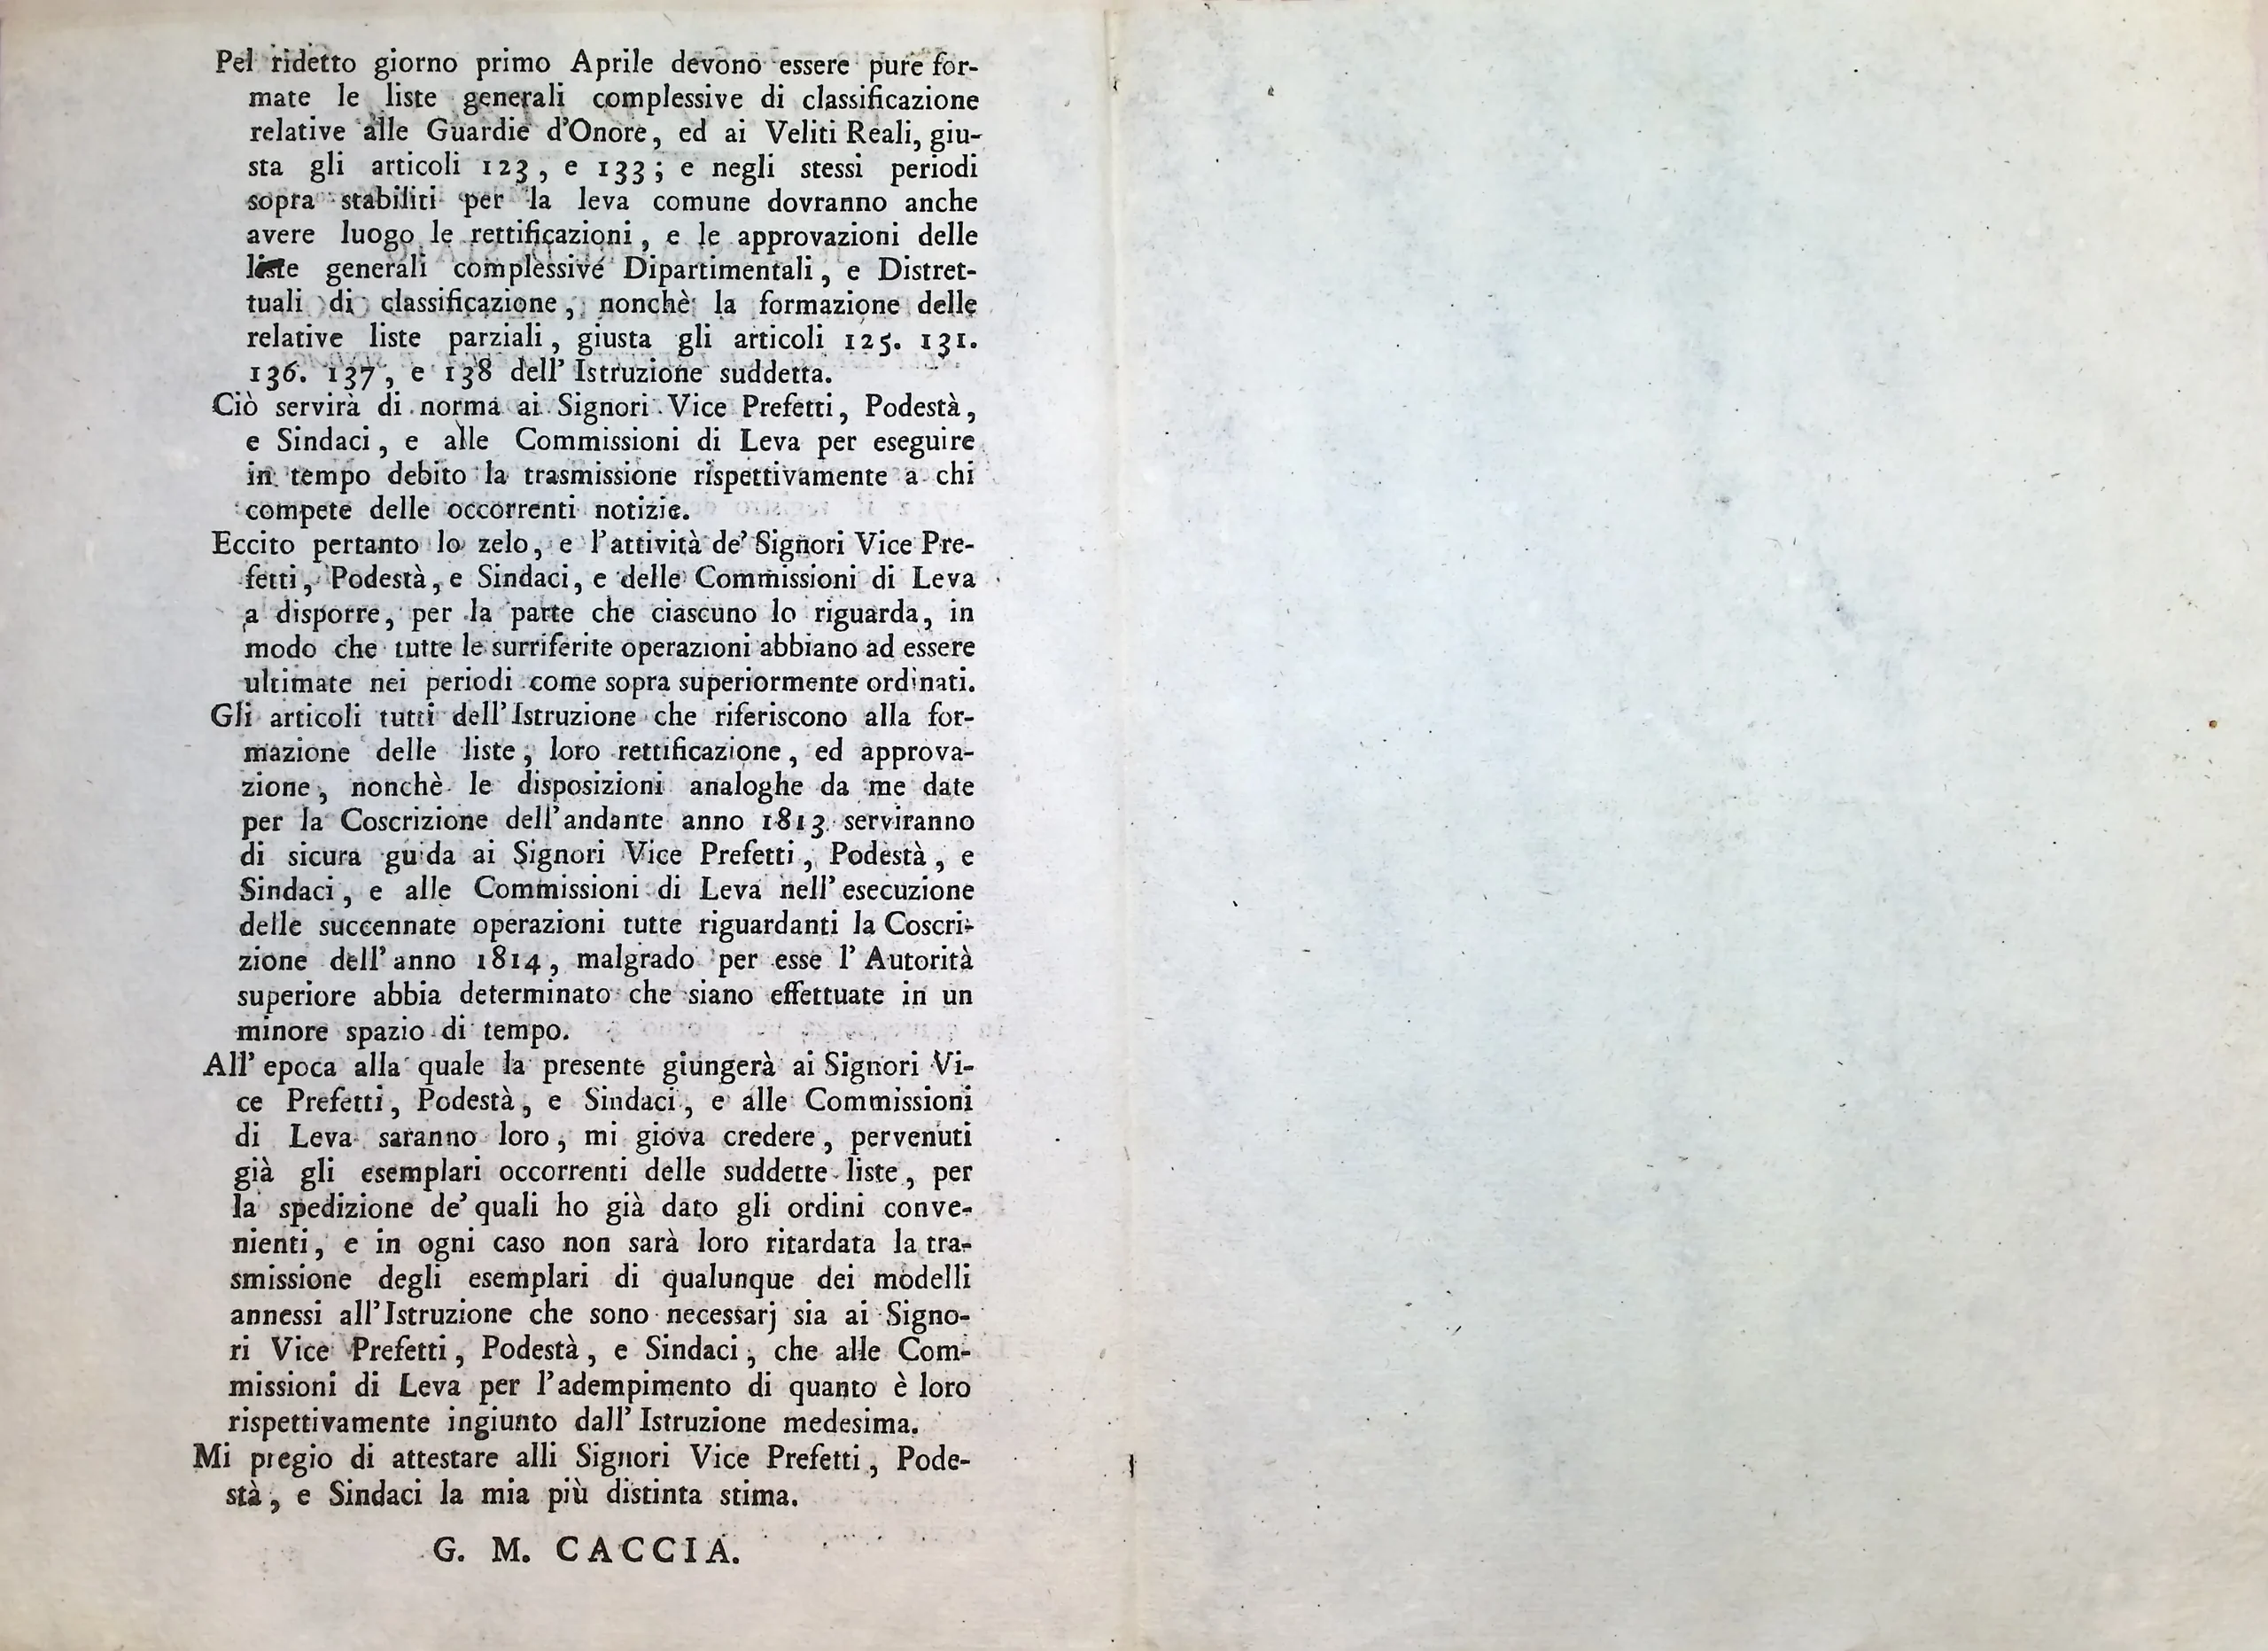 Pel ridetto giorno primo Aprile devono essere pure for-
mate le liste generali complessive di classificazione
relative alle Guardie d'Onore, ed ai Veliti Reali, giu-
sta gli articoli 123, e 133; e negli stessi periodi
sopra stabiliti per la leva comune dovranno anche
avere luogo le rettificazioni, e le approvazioni delle
liste generali complessive Dipartimentali, e Distret-
tuali di classificazione, nonchè la formazione delle
relative liste parziali, giusta gli articoli 125. 131.
136. 137, e 138 dell' Istruzione suddetta.
Ciò servirà di norma ai Signori Vice Prefetti, Podestà,
e Sindaci, e alle Commissioni di Leva per eseguire
in tempo debito la trasmissione rispettivamente a chi
compete delle occorrenti notizie.
Eccito pertanto lo zelo, e l'attività de' Signori Vice Pre-
fetti, Podestà, e Sindaci, e delle Commissioni di Leva
a disporre, per la parte che ciascuno lo riguarda, in
modo che tutte le surriferite operazioni abbiano ad essere
ultimate nei periodi come sopra superiormente ordinati.
Gli articoli tutti dell'Istruzione che riferiscono alla for-
mazione delle liste, loro rettificazione, ed approva-
zione, nonchè le disposizioni analoghe da me date
per la Coscrizione dell'andante anno 1813 serviranno
di sicura guida ai Signori Vice Prefetti, Podestà, e
Sindaci, e alle Commissioni di Leva nell'esecuzione
delle succennate operazioni tutte riguardanti la Coscri-
zione dell'anno 1814, malgrado per esse l'Autorità
superiore abbia determinato che siano effettuate in un
minore spazio di tempo.
All'epoca alla quale la presente giungerà ai Signori Vi-
ce Prefetti, Podestà, e Sindaci, e alle Commissioni
di Leva saranno loro, mi giova credere, pervenuti
già gli esemplari occorrenti delle suddette liste, per
la spedizione de' quali ho già dato gli ordini conve-
nienti, e in ogni caso non sarà loro ritardata la tra-
smissione degli esemplari di qualunque dei modelli
annessi all'Istruzione che sono necessarj sia ai Signo-
ri Vice Prefetti, Podestà, e Sindaci, che alle Com-
missioni di Leva per l'adempimento di quanto è loro
rispettivamente ingiunto dall'Istruzione medesima.
Mi pregio di attestare alli Signori Vice Prefetti, Pode-
stà, e Sindaci la mia più distinta stima.
G. M. CACCIA.